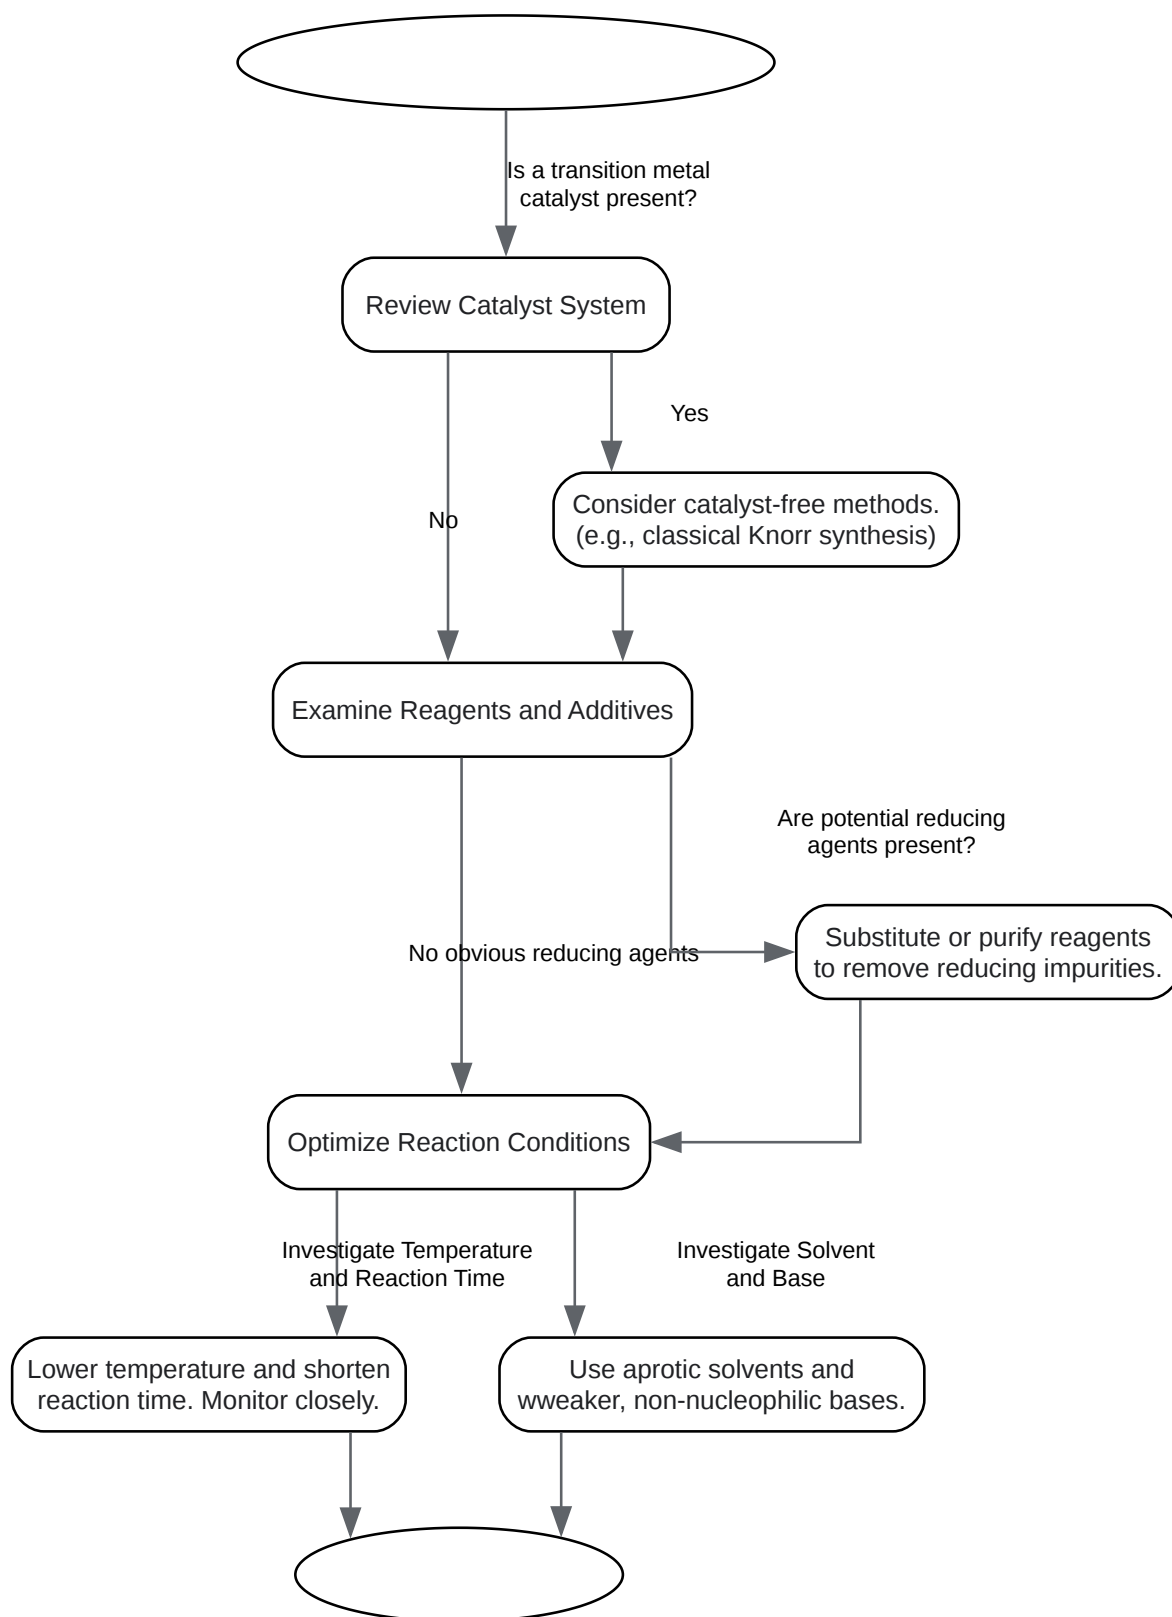 Is a transition metal
catalyst present?
Review Catalyst System
Yes
Consider catalyst-free methods.
(e.g., classical Knorr synthesis)
No
Examine Reagents and Additives
Are potential reducing
agents present?
Substitute or purify reagents
to remove reducing impurities.
No obvious reducing agents
Optimize Reaction Conditions
Investigate Temperature
and Reaction Time
Investigate Solvent
and Base
Lower temperature and shorten
reaction time. Monitor closely.
Use aprotic solvents and
wweaker, non-nucleophilic bases.